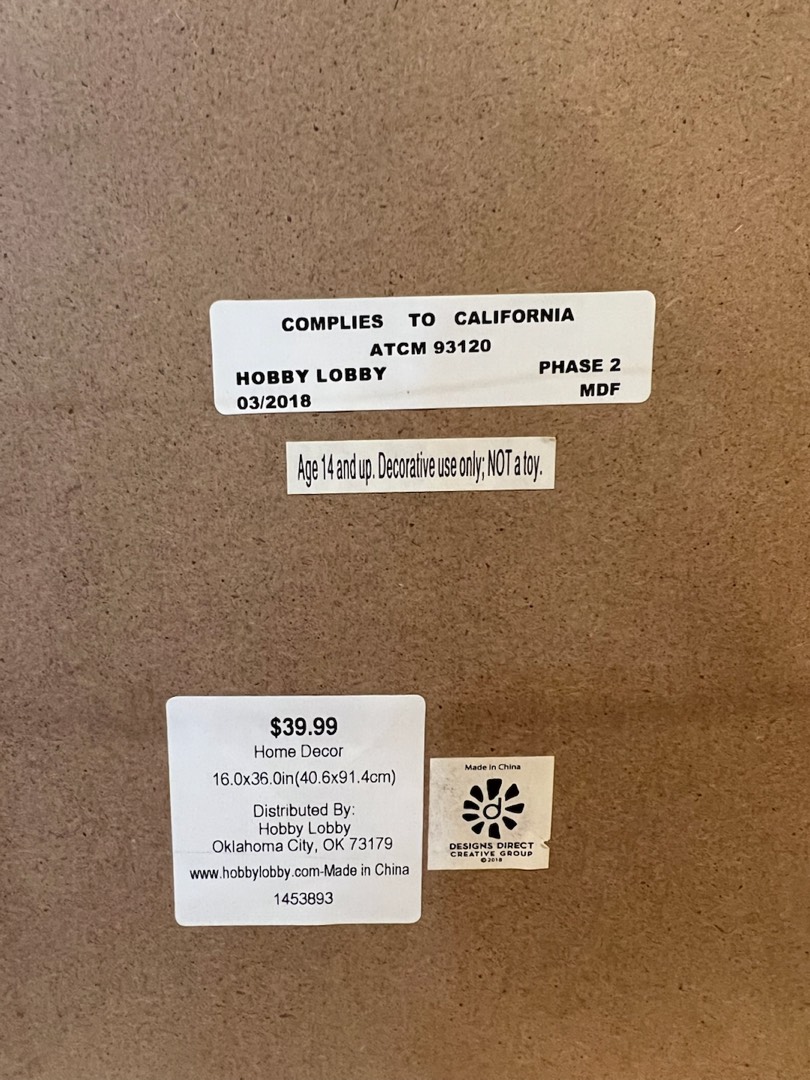 COMPLIES TO CALIFORNIA
ATCM 93120
HOBBY LOBBY PHASE 2
03/2018 MDF
Age 14 and up. Decorative use only; NOT a toy.
$39.99
Home Decor
16.0x36.0in(40.6x91.4cm)
Distributed By:
Hobby Lobby
Oklahoma City, OK 73179
www.hobbylobby.com-Made in China
1453893
Made in China
d
DESIGNS DIRECT
CREATIVE GROUP
©2018